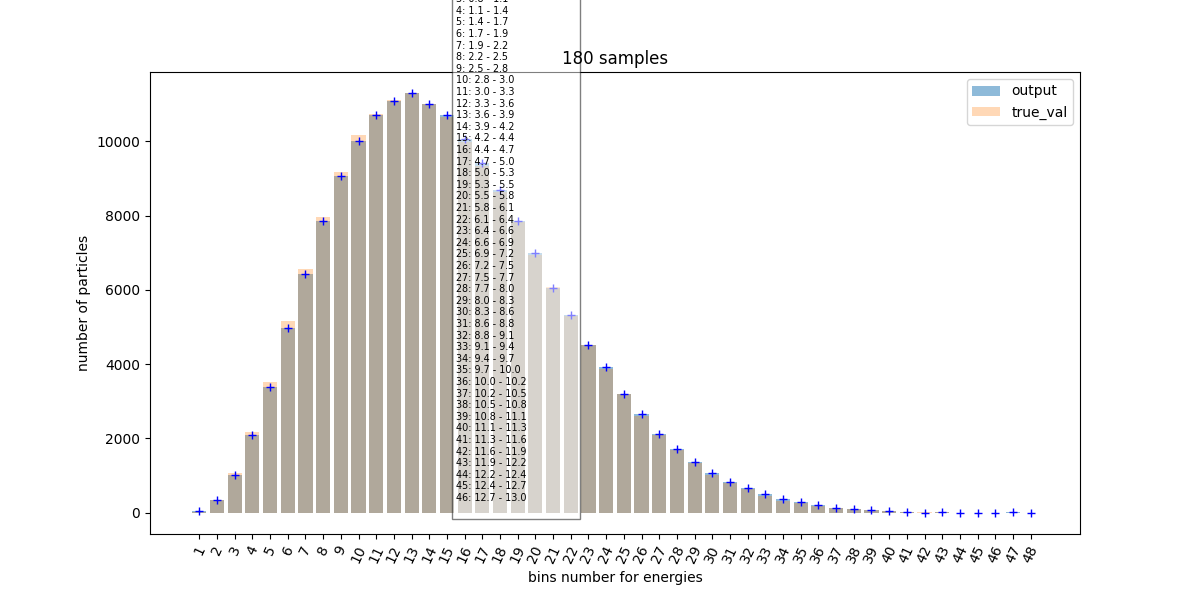 4: 1.1 - 1.4
5: 1.4 - 1.7
6: 1.7 - 1.9
7: 1.9 - 2.2
8: 2.2 - 2.5
9: 2.5 - 2.8
10: 2.8 - 3.0
11: 3.0 - 3.3
12: 3.3 - 3.6
13: 3.6 - 3.9
14: 3.9 - 4.2
15: 4.2 - 4.4
16: 4.4 - 4.7
17: 4.7 - 5.0
18: 5.0 - 5.3
19: 5.3 - 5.5
20: 5.5 - 5.8
21: 5.8 - 6.1
22: 6.1 - 6.4
23: 6.4 - 6.6
24: 6.6 - 6.9
25: 6.9 - 7.2
26: 7.2 - 7.5
27: 7.5 - 7.7
28: 7.7 - 8.0
29: 8.0 - 8.3
30: 8.3 - 8.6
31: 8.6 - 8.8
32: 8.8 - 9.1
33: 9.1 - 9.4
34: 9.4 - 9.7
35: 9.7 - 10.0
36: 10.0 - 10.2
37: 10.2 - 10.5
38: 10.5 - 10.8
39: 10.8 - 11.1
40: 11.1 - 11.3
41: 11.3 - 11.6
42: 11.6 - 11.9
43: 11.9 - 12.2
44: 12.2 - 12.4
45: 12.4 - 12.7
46: 12.7 - 13.0
180 samples
output
true_val
number of particles
10000
8000
6000
4000
2000
0
1 2 3 4 5 6 7 8 9 10 11 12 13 14 15 16 17 18 19 20 21 22 23 24 25 26 27 28 29 30 31 32 33 34 35 36 37 38 39 40 41 42 43 44 45 46 47 48
bins number for energies